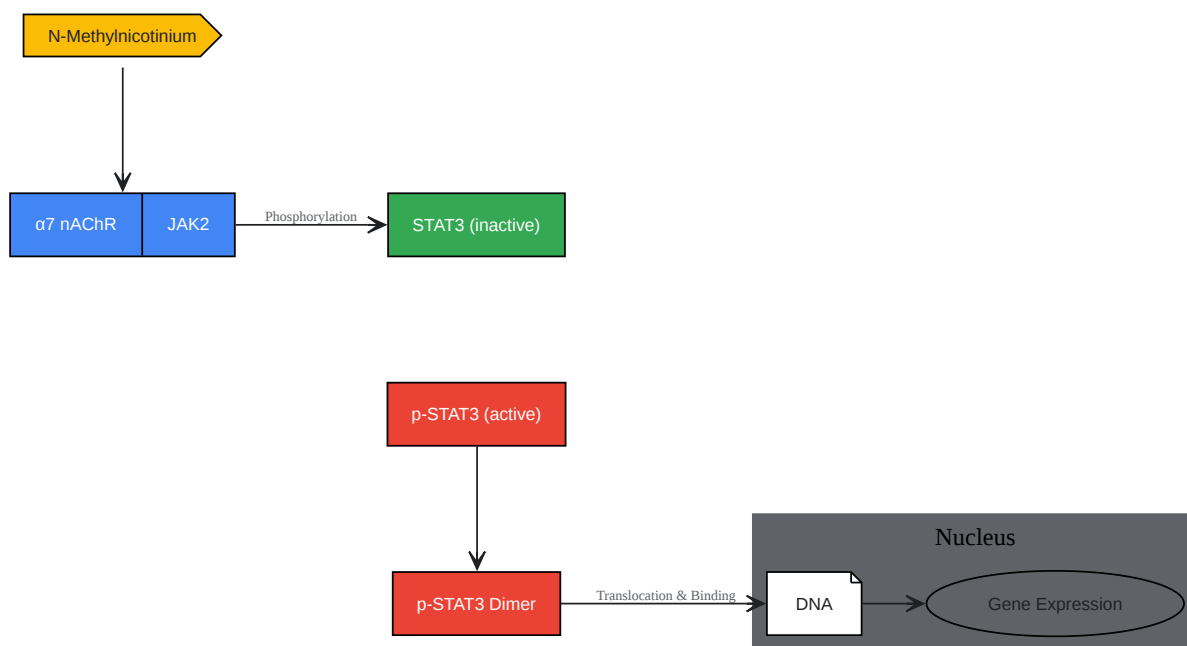 N-Methylnicotinium
α7 nAChR
JAK2
Phosphorylation
STAT3 (inactive)
p-STAT3 (active)
Nucleus
p-STAT3 Dimer
Translocation & Binding
DNA
Gene Expression